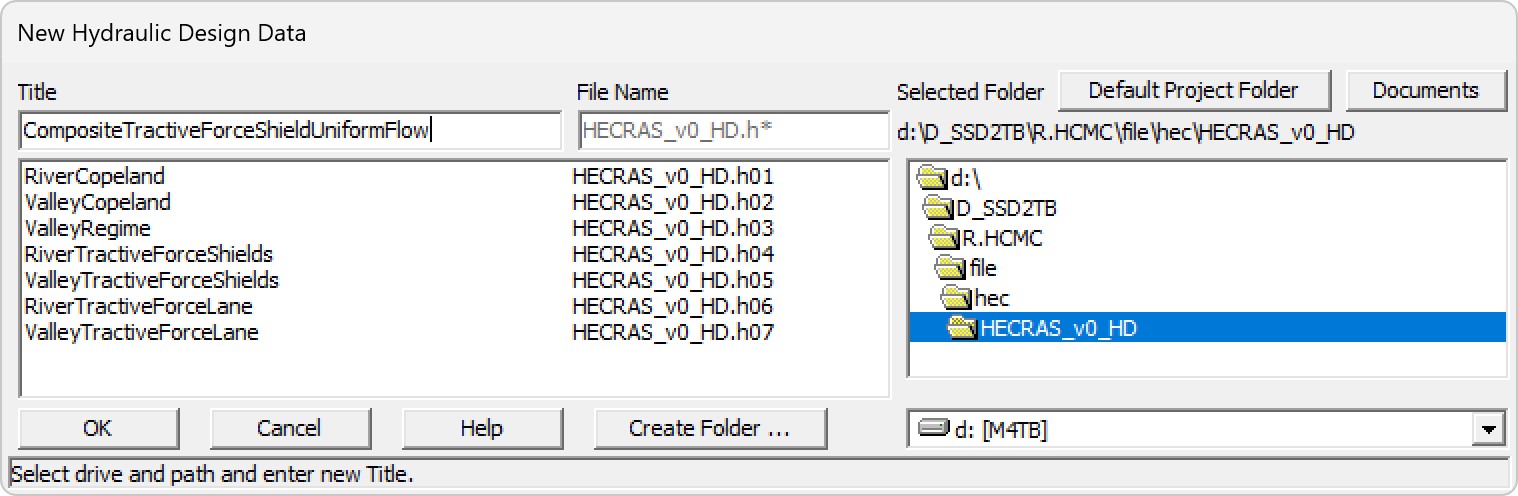 New Hydraulic Design Data
Title File Name Selected Folder Default Project Folder Documents
CompositeTractiveForceShieldUniformFlow HECRAS_v0_HD.h* d:\D_SSD2TB\R.HCMC\file\hec\HECRAS_v0_HD
RiverCopeland HECRAS_v0_HD.h01
ValleyCopeland HECRAS_v0_HD.h02
ValleyRegime HECRAS_v0_HD.h03
RiverTractiveForceShields HECRAS_v0_HD.h04
ValleyTractiveForceShields HECRAS_v0_HD.h05
RiverTractiveForceLane HECRAS_v0_HD.h06
ValleyTractiveForceLane HECRAS_v0_HD.h07
d:\
D_SSD2TB
R.HCMC
file
hec
HECRAS_v0_HD
OK Cancel Help Create Folder ... d: [M4TB]
Select drive and path and enter new Title.